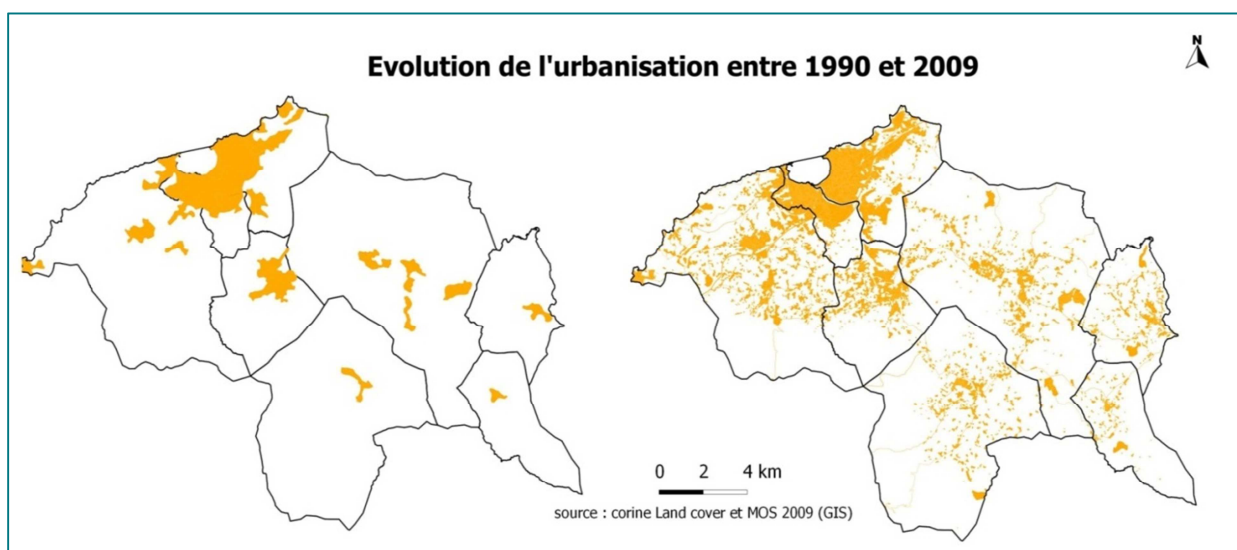 N
Evolution de l'urbanisation entre 1990 et 2009
0 2 4 km
source : corine Land cover et MOS 2009 (GIS)